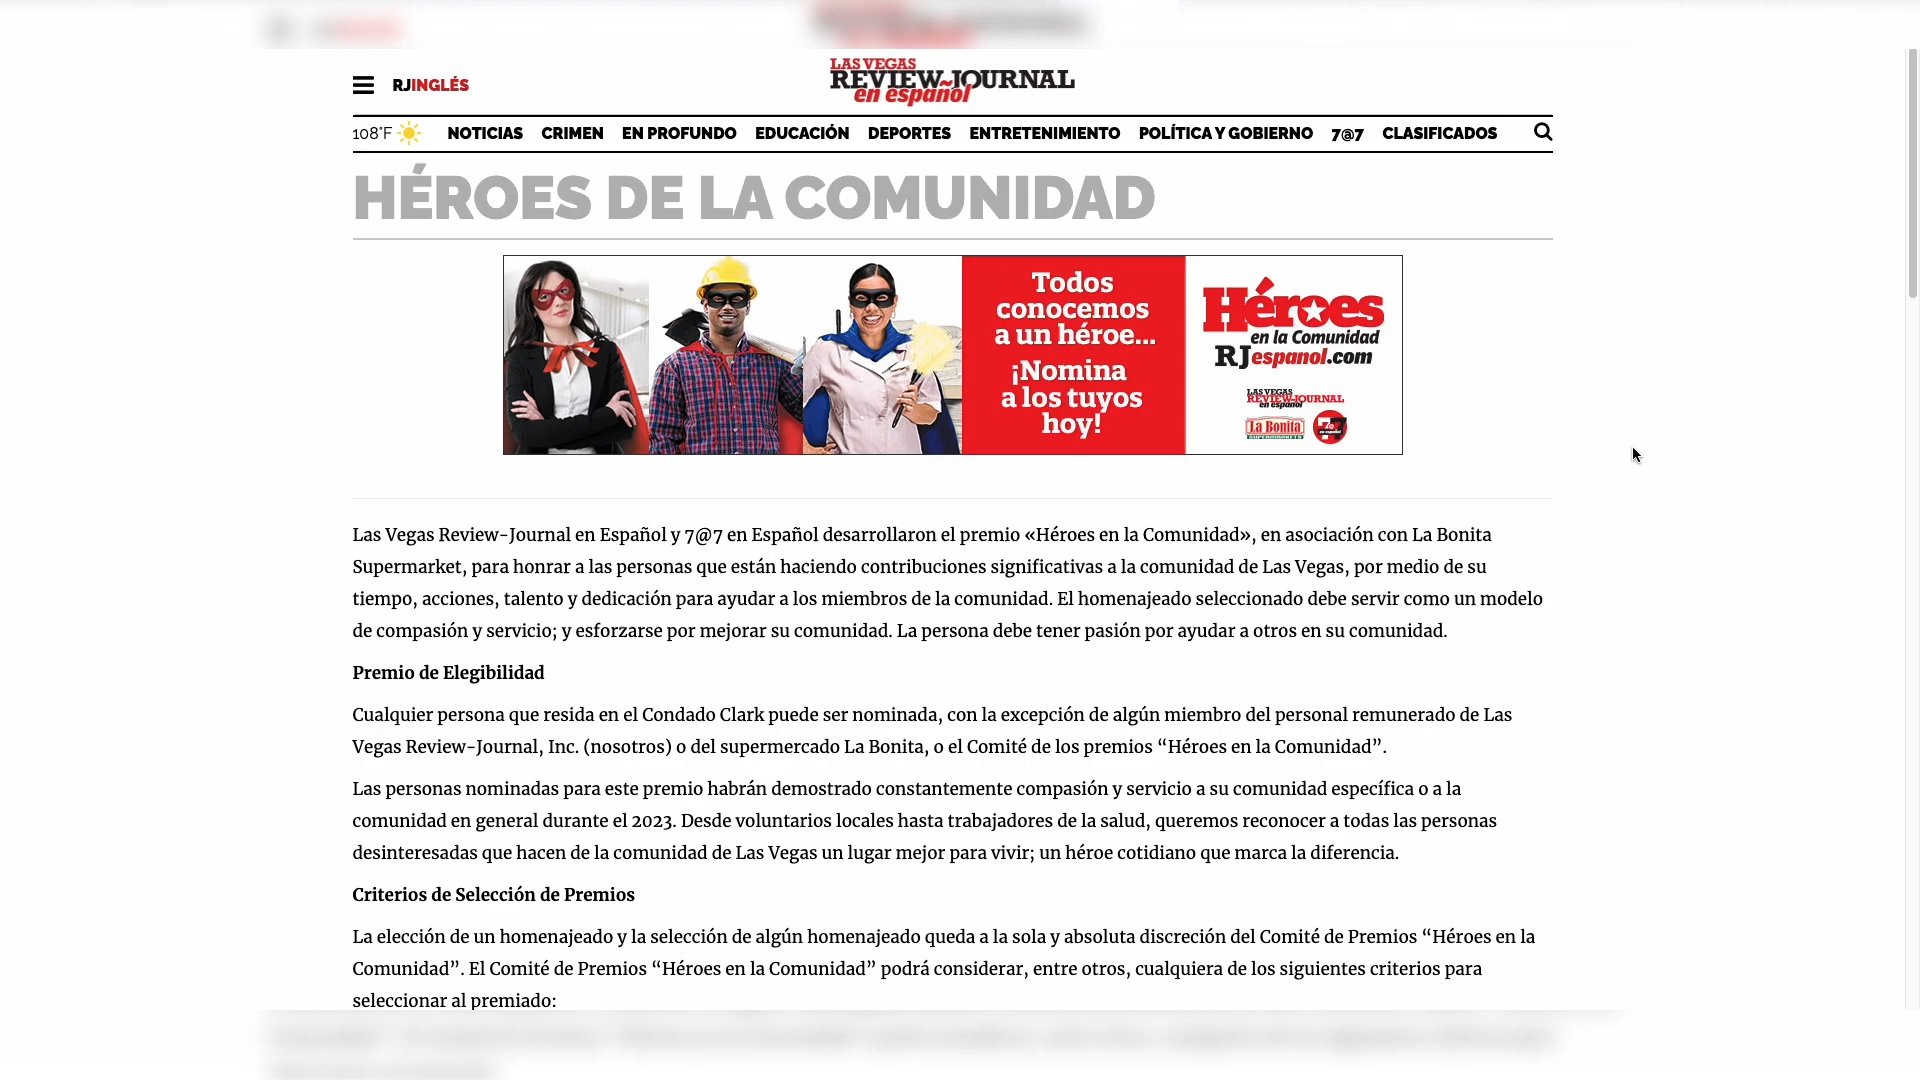 RJINGLÉS
LAS VEGAS
REVIEW-JOURNAL
en español
108°F
NOTICIAS CRIMEN EN PROFUNDO EDUCACIÓN DEPORTES ENTRETENIMIENTO POLÍTICA Y GOBIERNO 7@7 CLASIFICADOS
HÉROES DE LA COMUNIDAD
Todos
conocemos
a un héroe...
¡Nomina
a los tuyos
hoy!
Héroes
en la Comunidad
RJespanol.com
LAS VEGAS
REVIEW-JOURNAL
en español
La Bonita
SUPERMARKETS
Las Vegas Review-Journal en Español y 7@7 en Español desarrollaron el premio «Héroes en la Comunidad», en asociación con La Bonita
Supermarket, para honrar a las personas que están haciendo contribuciones significativas a la comunidad de Las Vegas, por medio de su
tiempo, acciones, talento y dedicación para ayudar a los miembros de la comunidad. El homenajeado seleccionado debe servir como un modelo
de compasión y servicio; y esforzarse por mejorar su comunidad. La persona debe tener pasión por ayudar a otros en su comunidad.
Premio de Elegibilidad
Cualquier persona que resida en el Condado Clark puede ser nominada, con la excepción de algún miembro del personal remunerado de Las
Vegas Review-Journal, Inc. (nosotros) o del supermercado La Bonita, o el Comité de los premios “Héroes en la Comunidad”.
Las personas nominadas para este premio habrán demostrado constantemente compasión y servicio a su comunidad específica o a la
comunidad en general durante el 2023. Desde voluntarios locales hasta trabajadores de la salud, queremos reconocer a todas las personas
desinteresadas que hacen de la comunidad de Las Vegas un lugar mejor para vivir; un héroe cotidiano que marca la diferencia.
Criterios de Selección de Premios
La elección de un homenajeado y la selección de algún homenajeado queda a la sola y absoluta discreción del Comité de Premios “Héroes en la
Comunidad”. El Comité de Premios “Héroes en la Comunidad” podrá considerar, entre otros, cualquiera de los siguientes criterios para
seleccionar al premiado: